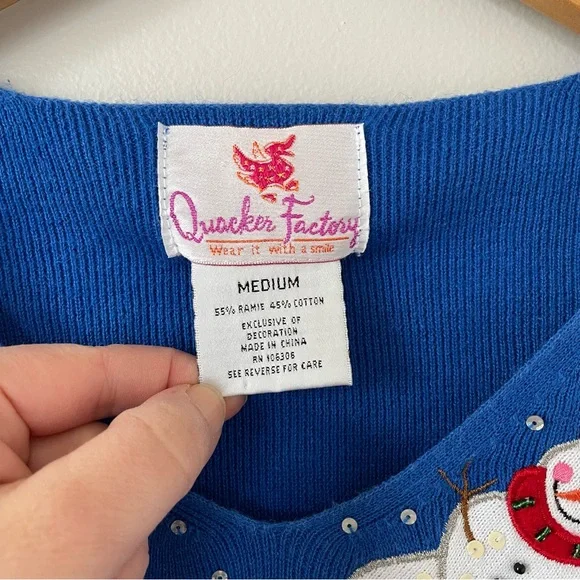 Quacker Factory
Wear it with a smile
MEDIUM
55% RAMIE 45% COTTON
EXCLUSIVE OF
DECORATION
MADE IN CHINA
RN 106306
SEE REVERSE FOR CARE